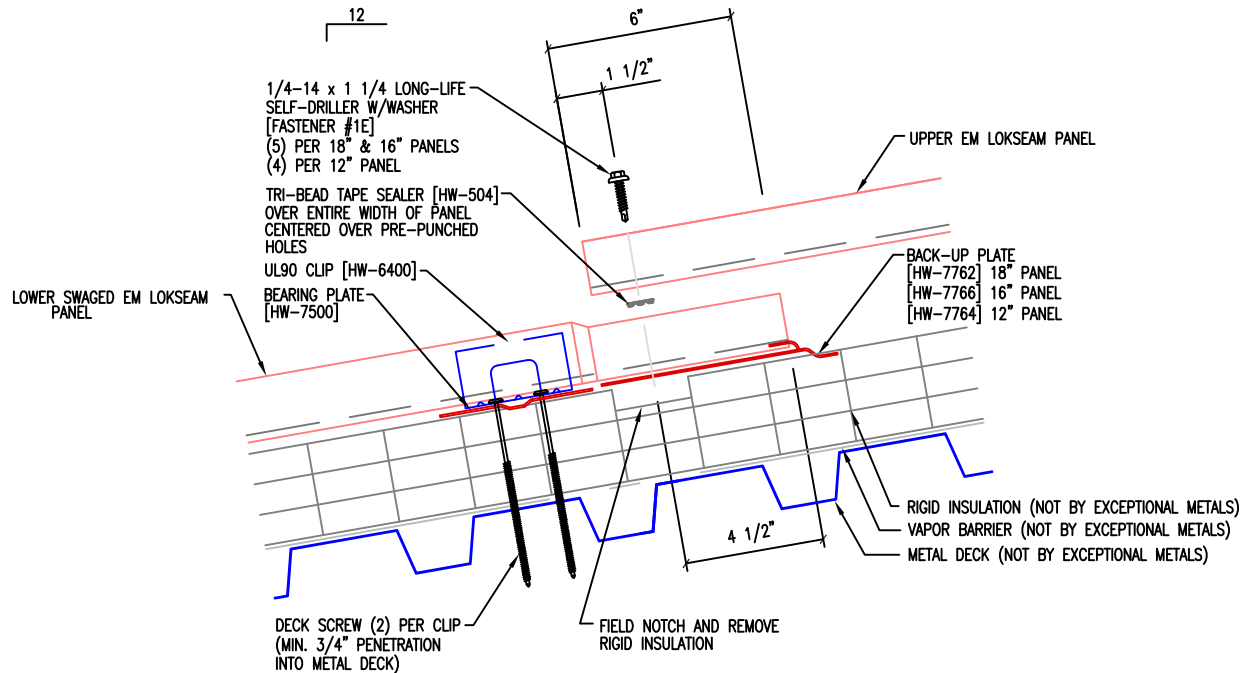 12
6"
1 1/2"
1/4-14 x 1 1/4 LONG-LIFE
SELF-DRILLER W/WASHER
[FASTENER #1E]
(5) PER 18" & 16" PANELS
(4) PER 12" PANEL
UPPER EM LOKSEAM PANEL
TRI-BEAD TAPE SEALER [HW-504]
OVER ENTIRE WIDTH OF PANEL
CENTERED OVER PRE-PUNCHED
HOLES
UL90 CLIP [HW-6400]
BEARING PLATE
[HW-7500]
LOWER SWAGED EM LOKSEAM
PANEL
BACK-UP PLATE
[HW-7762] 18" PANEL
[HW-7766] 16" PANEL
[HW-7764] 12" PANEL
4 1/2"
RIGID INSULATION (NOT BY EXCEPTIONAL METALS)
VAPOR BARRIER (NOT BY EXCEPTIONAL METALS)
METAL DECK (NOT BY EXCEPTIONAL METALS)
DECK SCREW (2) PER CLIP
(MIN. 3/4" PENETRATION
INTO METAL DECK)
FIELD NOTCH AND REMOVE
RIGID INSULATION